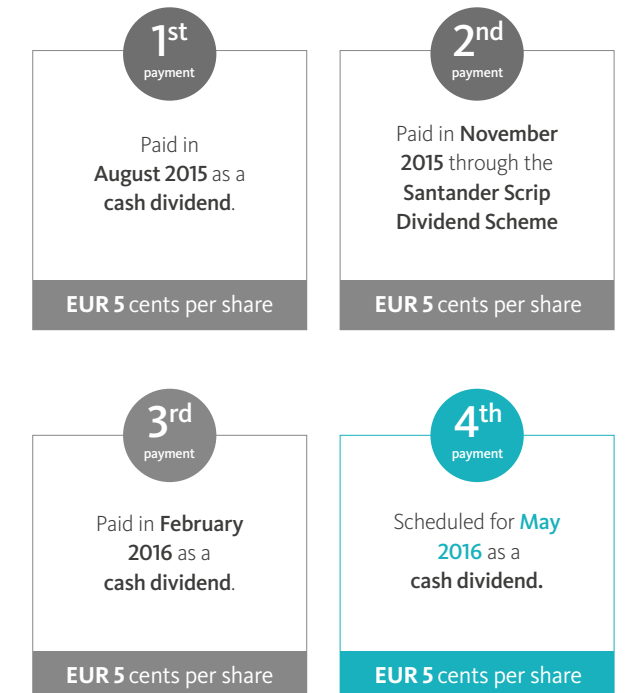 1st
payment
Paid in
August 2015 as a
cash dividend.
EUR 5 cents per share
2nd
payment
Paid in November
2015 through the
Santander Scrip
Dividend Scheme
EUR 5 cents per share
3rd
payment
Paid in February
2016 as a
cash dividend.
EUR 5 cents per share
4th
payment
Scheduled for May
2016 as a
cash dividend.
EUR 5 cents per share